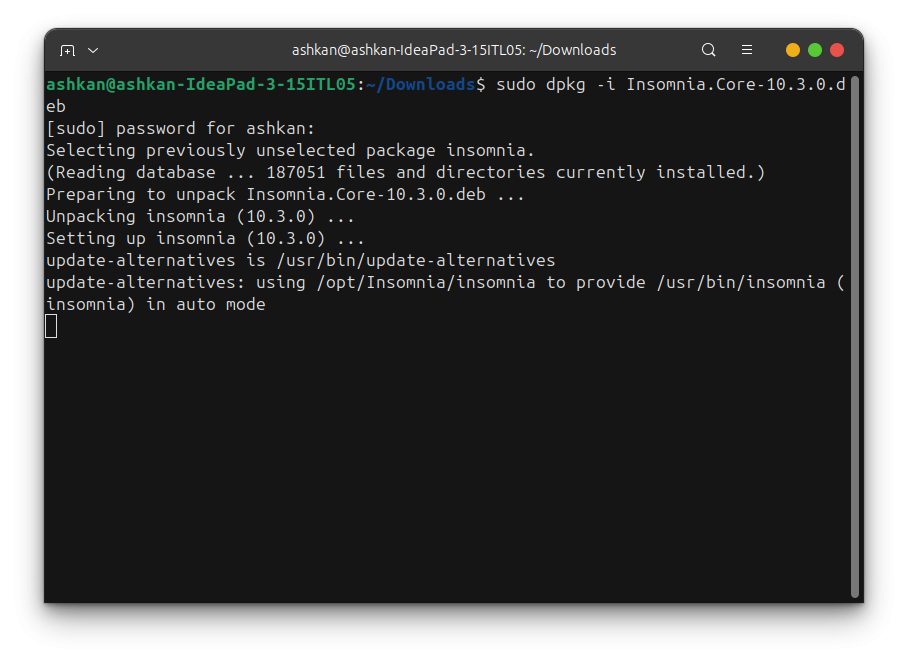 ashkan@ashkan-IdeaPad-3-15ITL05: ~/Downloads
ashkan@ashkan-IdeaPad-3-15ITL05:~/Downloads$ sudo dpkg -i Insomnia.Core-10.3.0.d
eb
[sudo] password for ashkan:
Selecting previously unselected package insomnia.
(Reading database ... 187051 files and directories currently installed.)
Preparing to unpack Insomnia.Core-10.3.0.deb ...
Unpacking insomnia (10.3.0) ...
Setting up insomnia (10.3.0) ...
update-alternatives is /usr/bin/update-alternatives
update-alternatives: using /opt/Insomnia/insomnia to provide /usr/bin/insomnia (
insomnia) in auto mode